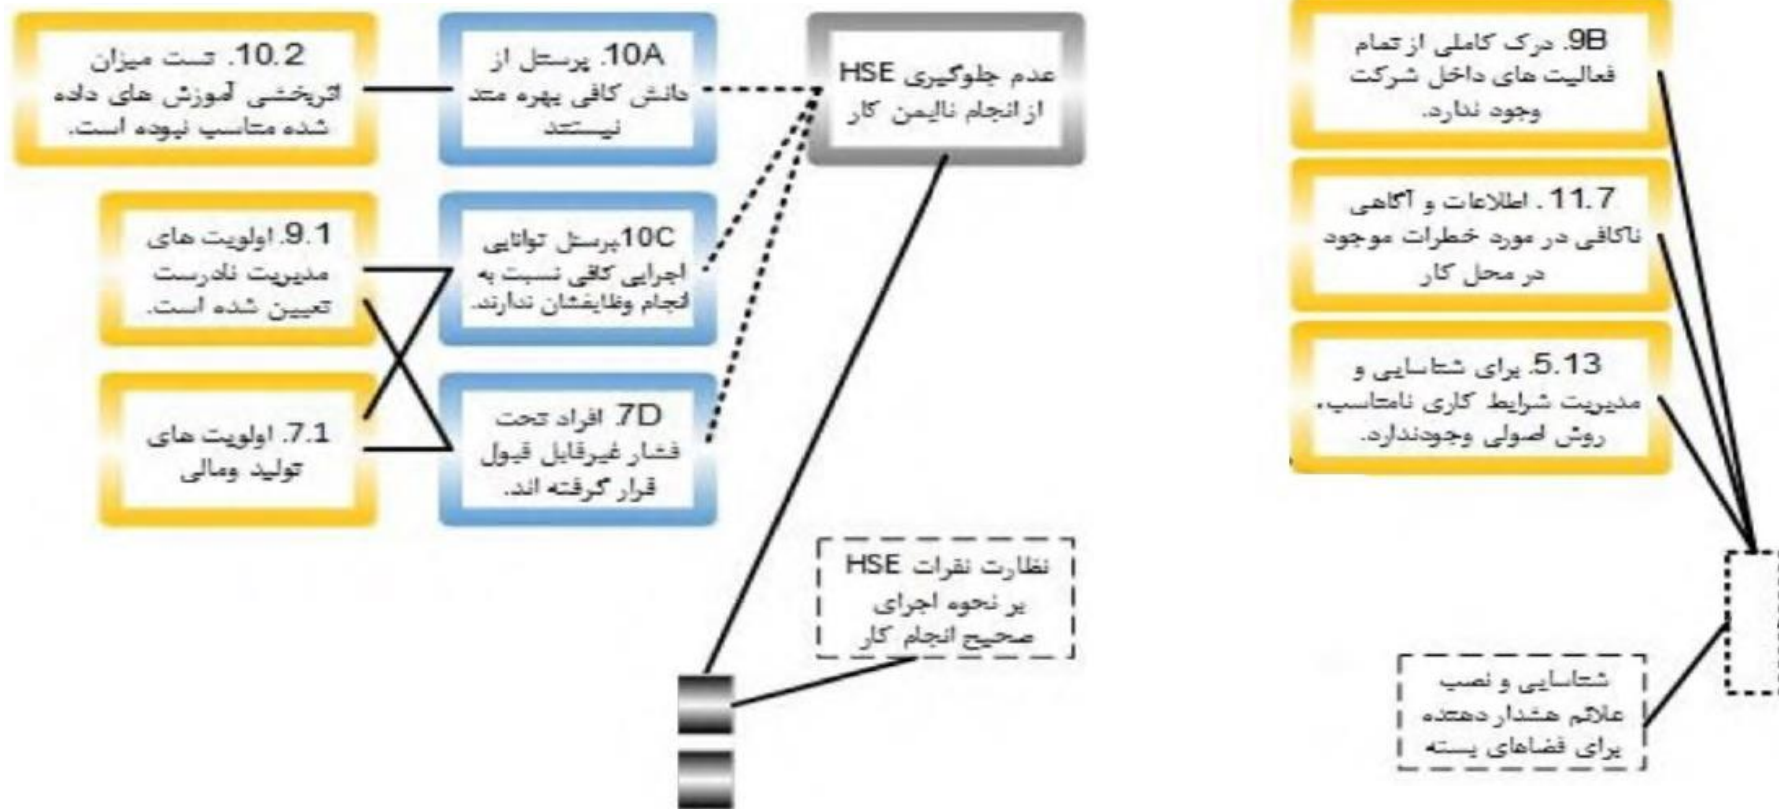 10.2. تست میزان
اثربخشی آموزش های داده
شده مناسب نبوده است.
10A. پرسنل از
دانش کافی بهره مند
نیستند
عدم جلوگیری HSE
از انجام ناایمن کار
9.1. اولویت های
مدیریت نادرست
تعیین شده است.
10C.پرسنل توانایی
اجرایی کافی نسبت به
انجام وظایفشان ندارند.
7.1. اولویت های
تولید ومالی
7D. افراد تحت
فشار غیرقابل قبول
قرار گرفته اند.
نظارت نفرات HSE
بر نحوه اجرای
صحیح انجام کار
9B. درک کاملی از تمام
فعالیت های داخل شرکت
وجود ندارد.
11.7. اطلاعات و آگاهی
ناکافی در مورد خطرات موجود
در محل کار
5.13. برای شناسایی و
مدیریت شرایط کاری نامناسب،
روش اصولی وجودندارد.
شناسایی و نصب
علائم هشدار دهنده
برای فضاهای بسته